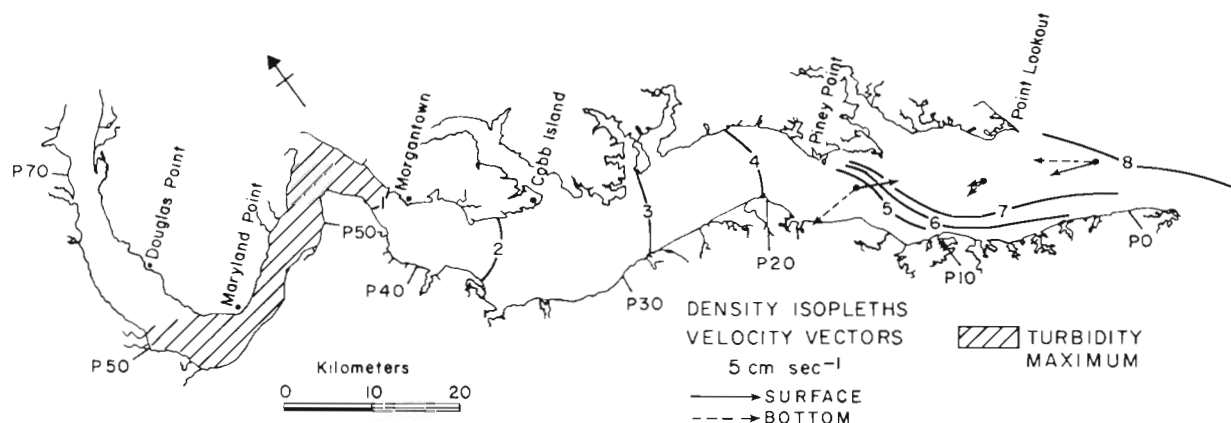 P70
Douglas Point
Maryland Point
P50
P50
1
Morgantown
P40
2
Cobb Island
3
P30
4
P20
Piney Point
5
6
7
P10
Point Lookout
8
P0
Kilometers
0 10 20
DENSITY ISOPLETHS
VELOCITY VECTORS
5 cm sec⁻¹
SURFACE
BOTTOM
TURBIDITY
MAXIMUM